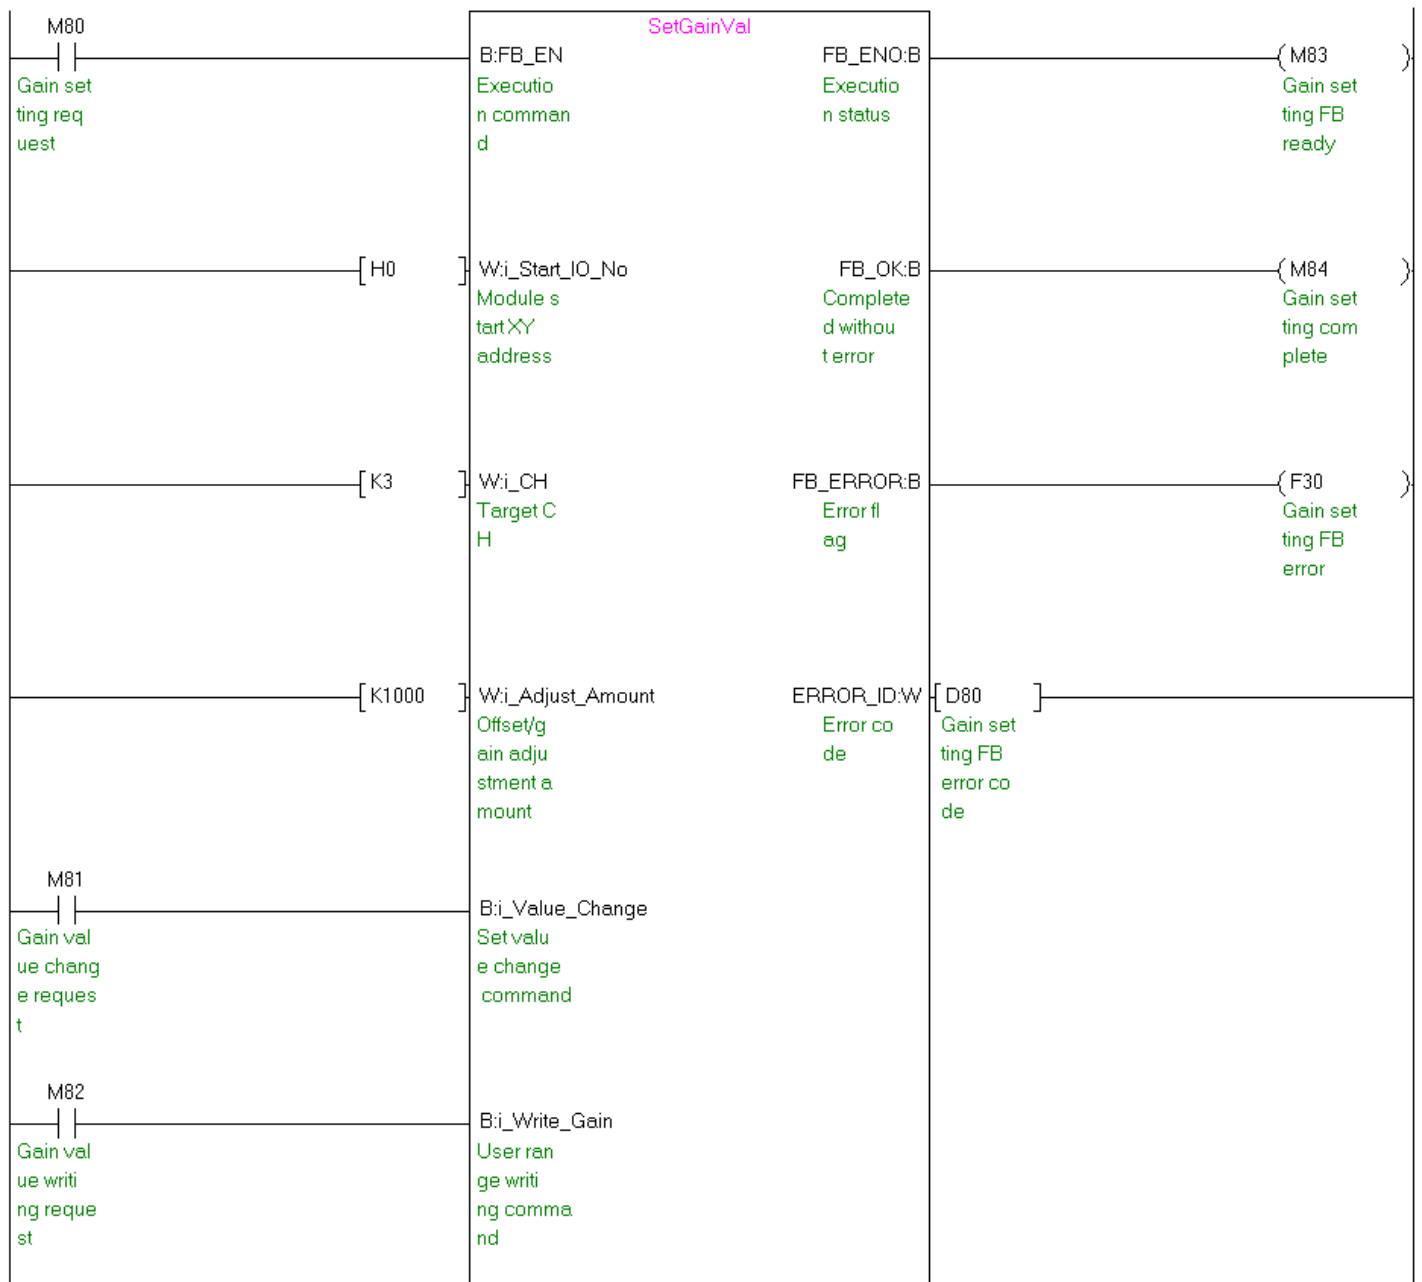 M80
SetGainVal
B:FB_EN
FB_ENO:B
M83
Gain set
ting req
uest
Executio
n comman
d
Executio
n status
Gain set
ting FB
ready
H0
W:i_Start_IO_No
FB_OK:B
M84
Module s
tart XY
address
Complete
d withou
t error
Gain set
ting com
plete
K3
W:i_CH
FB_ERROR:B
F30
Target C
H
Error fl
ag
Gain set
ting FB
error
K1000
W:i_Adjust_Amount
ERROR_ID:W
D80
Offset/g
ain adju
stment a
mount
Error co
de
Gain set
ting FB
error co
de
M81
B:i_Value_Change
Gain val
ue chang
e reques
t
Set valu
e change
command
M82
B:i_Write_Gain
Gain val
ue writi
ng reque
st
User ran
ge writi
ng comma
nd